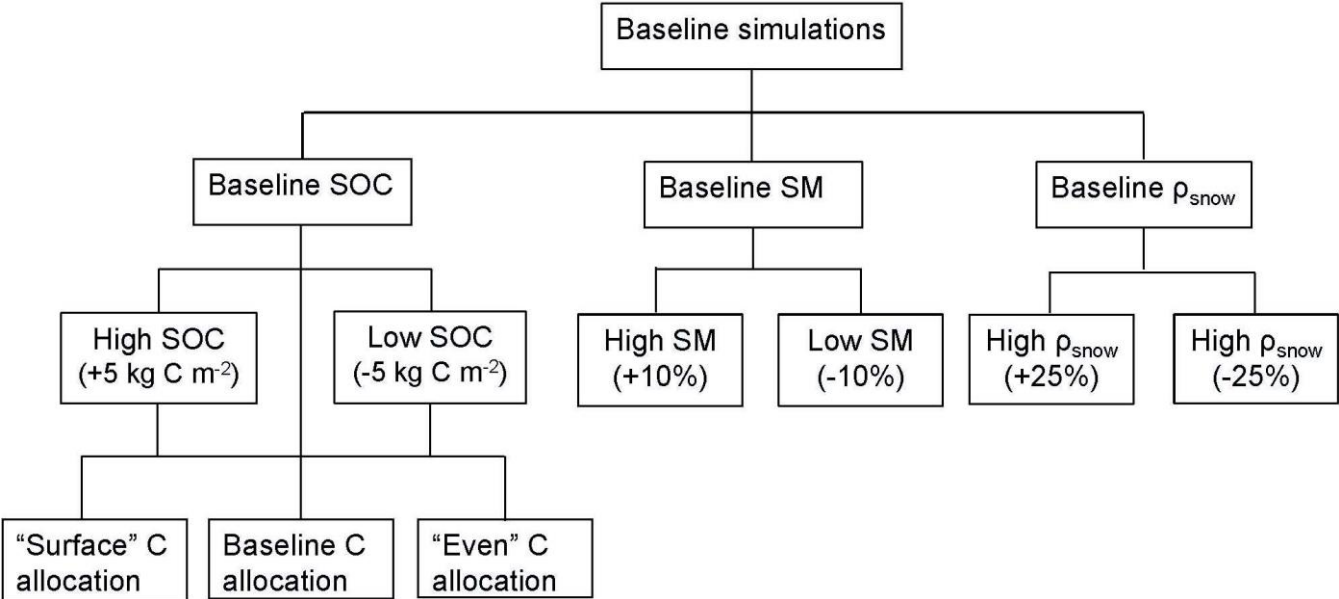 Baseline simulations
Baseline SOC
Baseline SM
Baseline ρsnow
High SOC
(+5 kg C m-2)
Low SOC
(-5 kg C m-2)
High SM
(+10%)
Low SM
(-10%)
High ρsnow
(+25%)
High ρsnow
(-25%)
“Surface” C
allocation
Baseline C
allocation
“Even” C
allocation